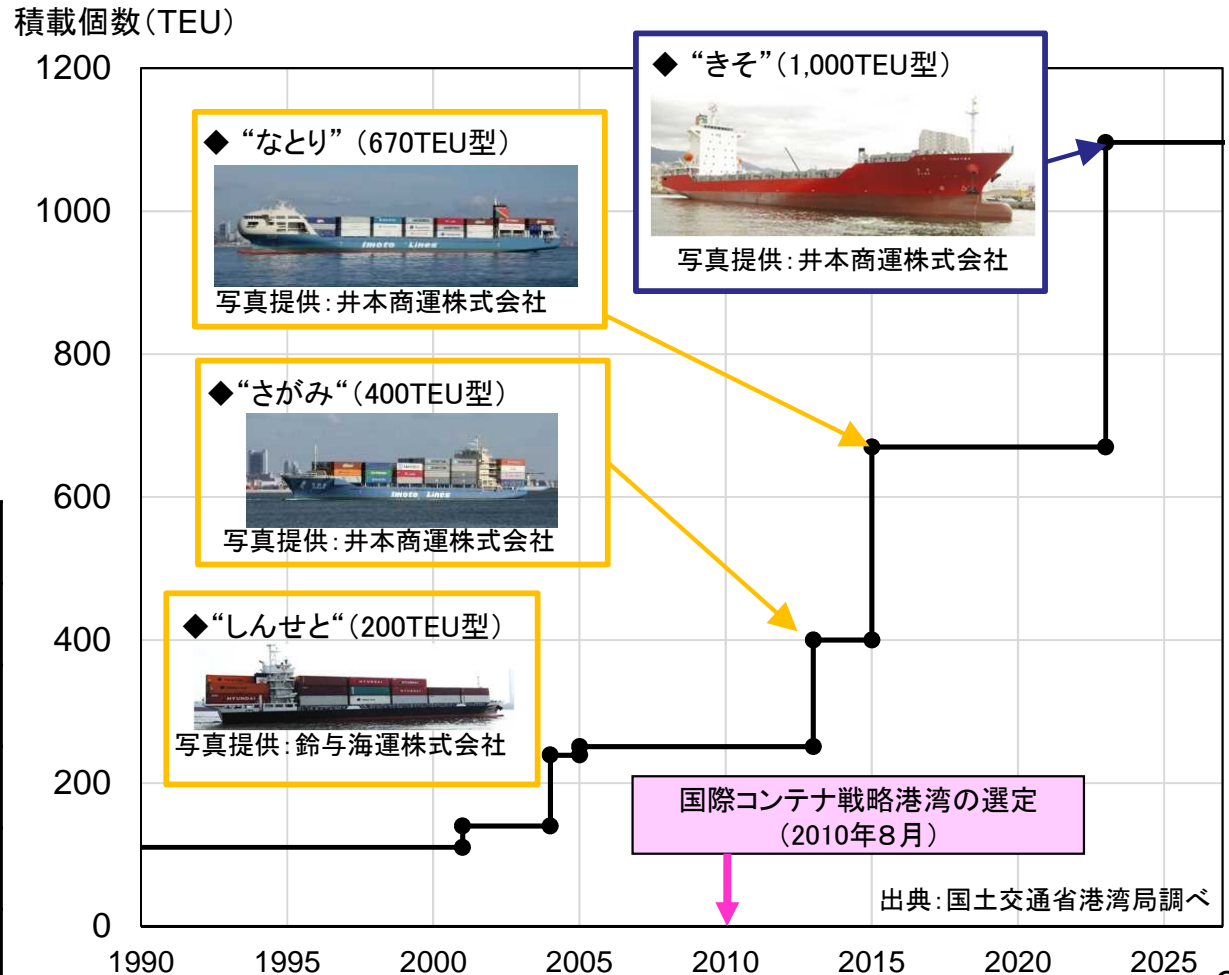 積載個数(TEU)
1200
1000
800
600
400
200
0
◆ “きそ”(1,000TEU型)
写真提供:井本商運株式会社
◆ “なとり” (670TEU型)
Imoto Lines
写真提供:井本商運株式会社
◆“さがみ“(400TEU型)
Imoto Lines
写真提供:井本商運株式会社
◆“しんせと“(200TEU型)
HYUNDAI
写真提供:鈴与海運株式会社
国際コンテナ戦略港湾の選定
(2010年8月)
出典:国土交通省港湾局調べ
1990 1995 2000 2005 2010 2015 2020 2025